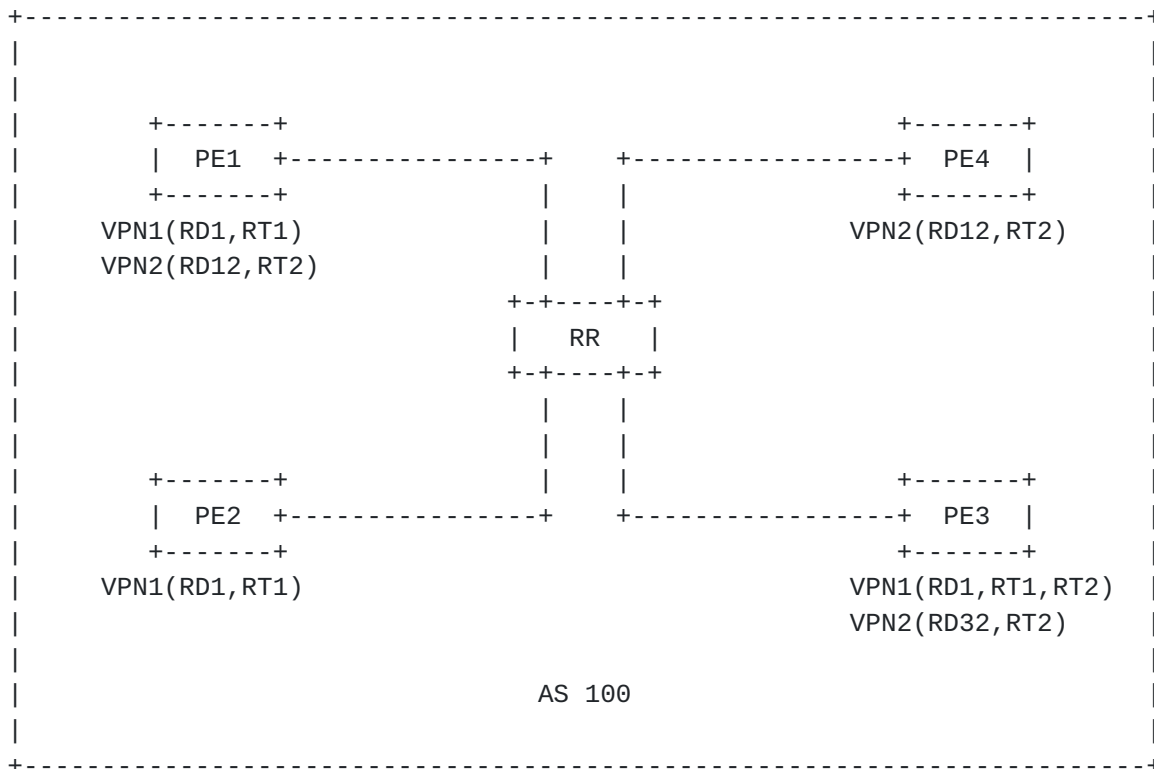 PE1 PE4
VPN1(RD1,RT1) VPN2(RD12,RT2)
VPN2(RD12,RT2)
RR
PE2 PE3
VPN1(RD1,RT1) VPN1(RD1,RT1,RT2)
VPN2(RD32,RT2)
AS 100